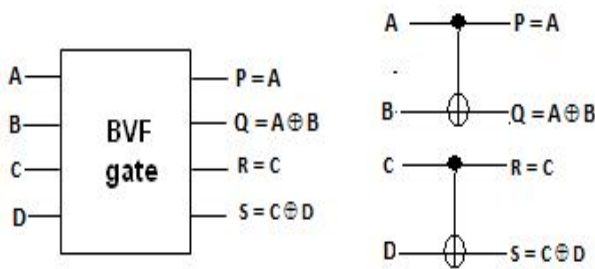 A
B
C
D
BVF
gate
P = A
Q = A⊕B
R = C
S = C⊕D
A
P = A
B
Q = A⊕B
C
R = C
D
S = C⊕D